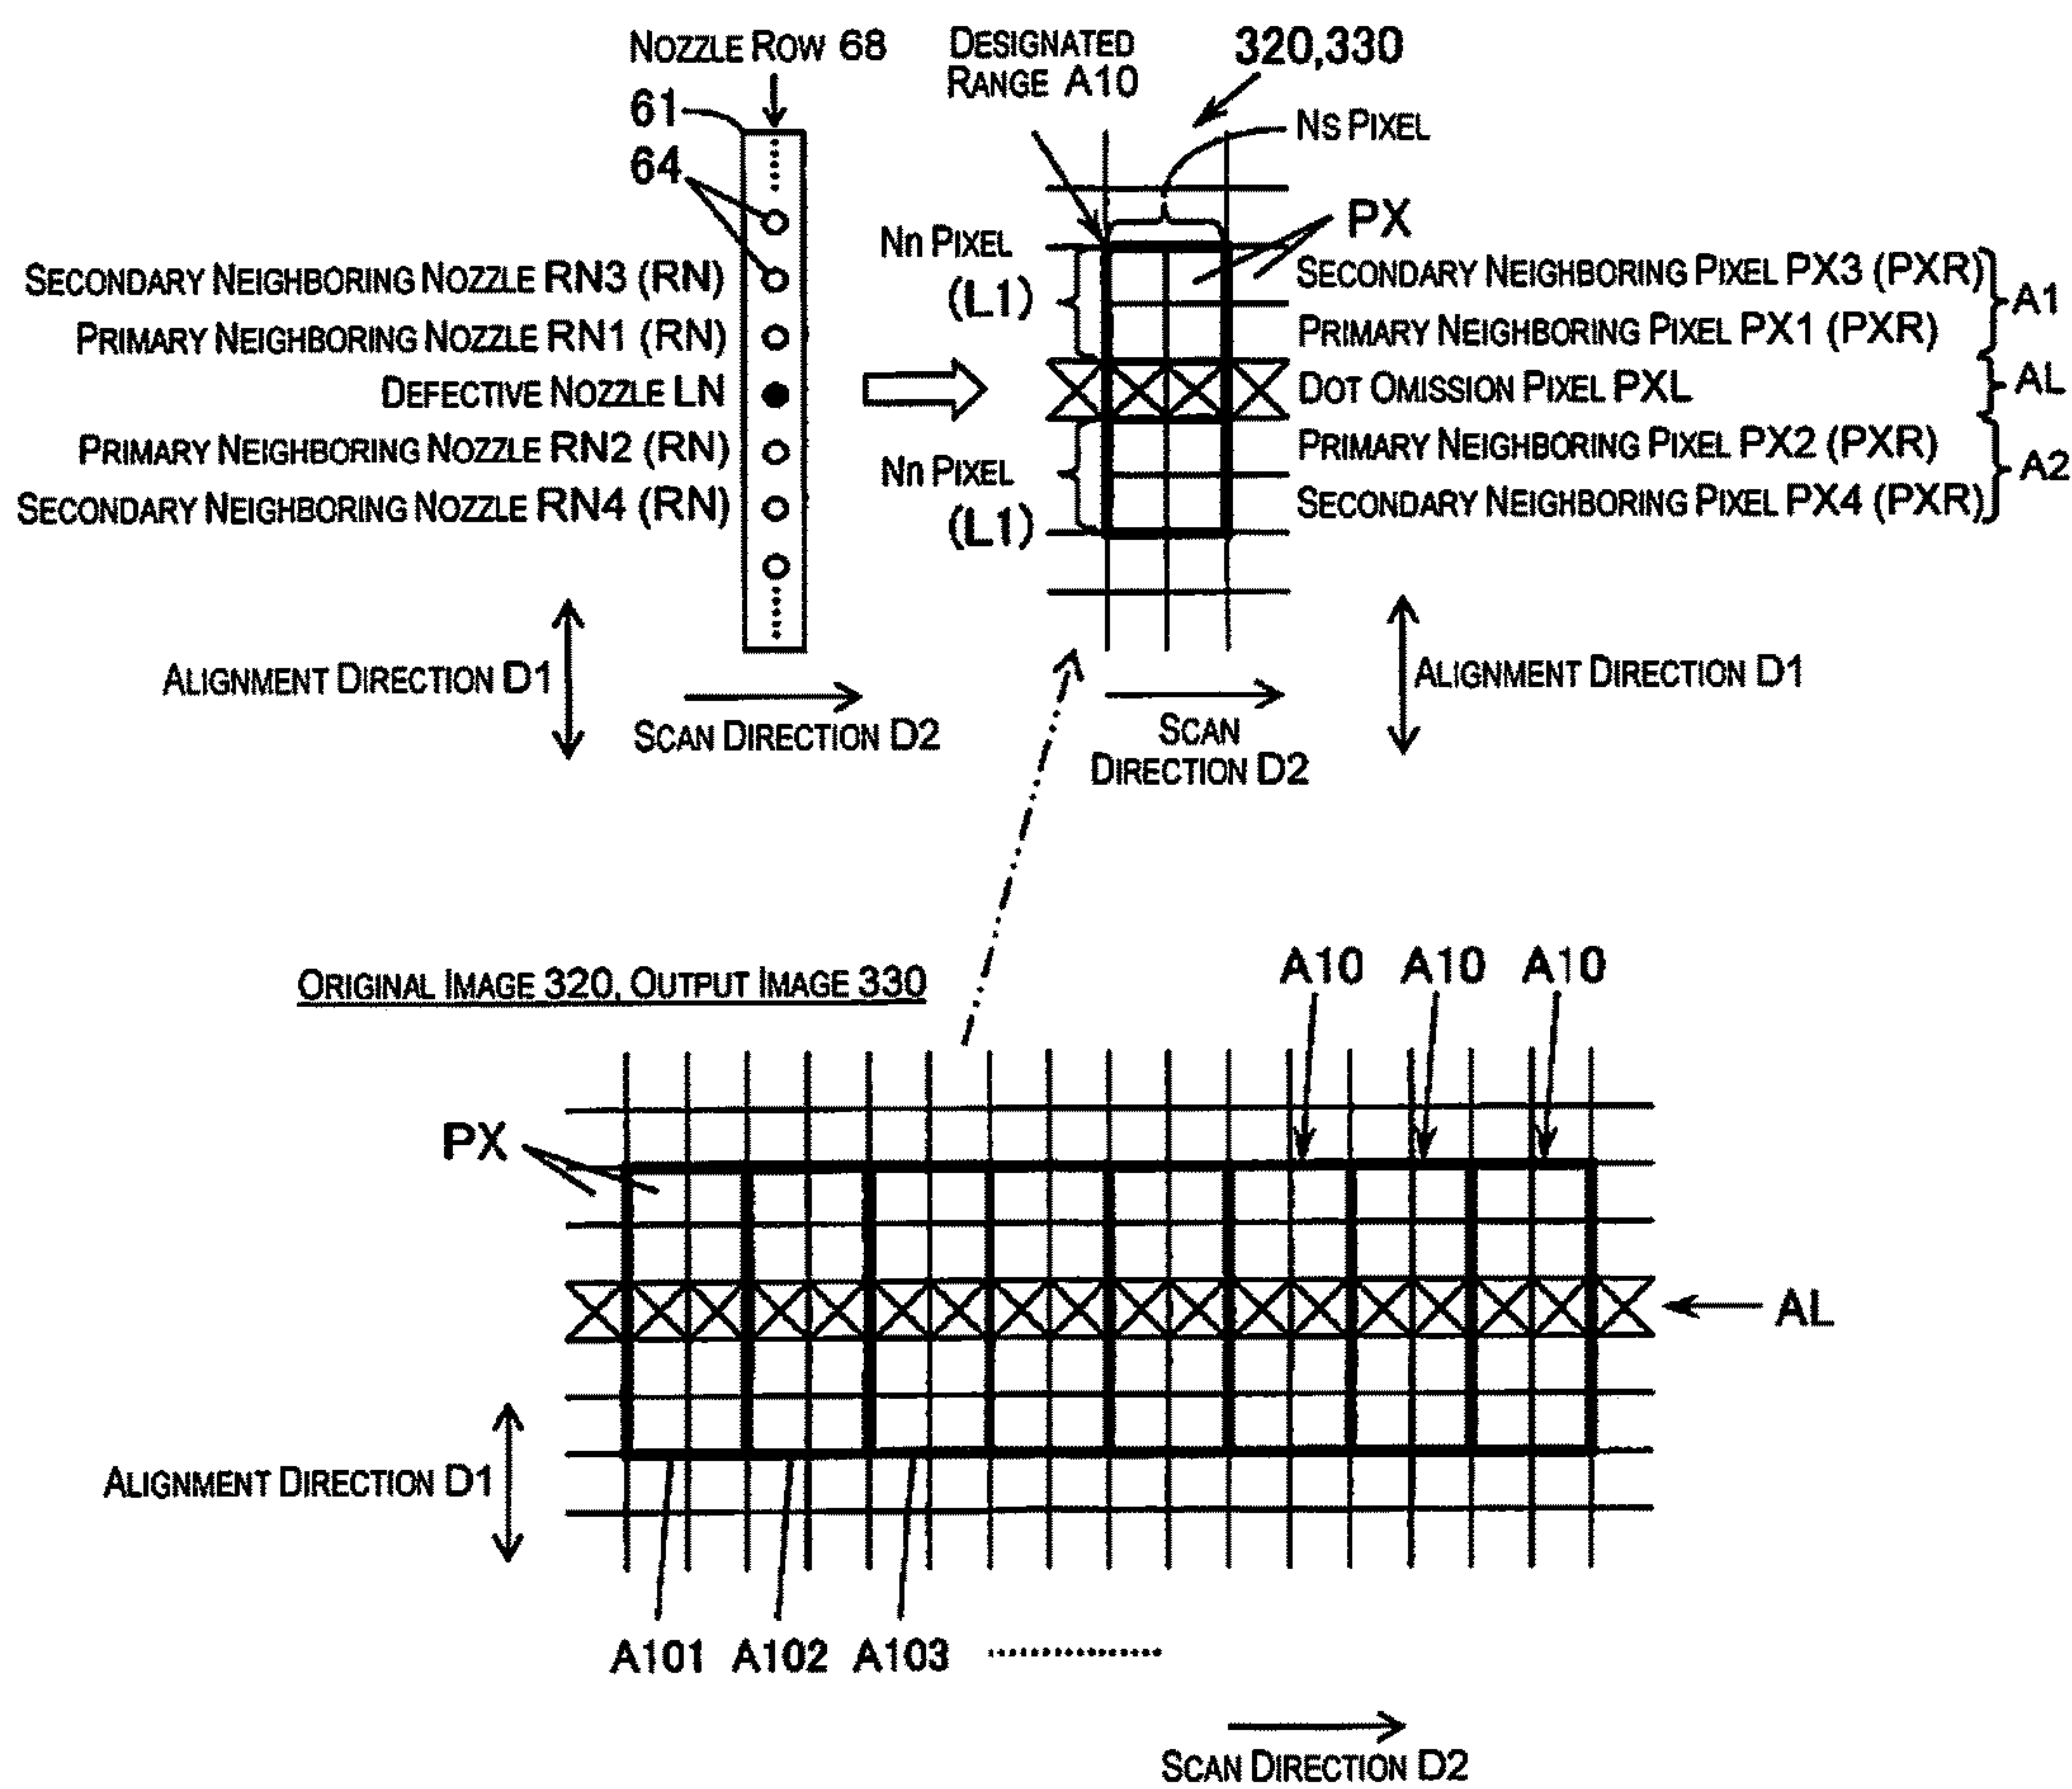 NOZZLE ROW 68
61
64
SECONDARY NEIGHBORING NOZZLE RN3 (RN)
PRIMARY NEIGHBORING NOZZLE RN1 (RN)
DEFECTIVE NOZZLE LN
PRIMARY NEIGHBORING NOZZLE RN2 (RN)
SECONDARY NEIGHBORING NOZZLE RN4 (RN)
ALIGNMENT DIRECTION D1
SCAN DIRECTION D2
DESIGNATED
RANGE A10
320,330
NS PIXEL
Nn PIXEL
(L1)
Nn PIXEL
(L1)
PX
SECONDARY NEIGHBORING PIXEL PX3 (PXR)
PRIMARY NEIGHBORING PIXEL PX1 (PXR)
A1
DOT OMISSION PIXEL PXL
AL
PRIMARY NEIGHBORING PIXEL PX2 (PXR)
SECONDARY NEIGHBORING PIXEL PX4 (PXR)
A2
SCAN
DIRECTION D2
ALIGNMENT DIRECTION D1
ORIGINAL IMAGE 320, OUTPUT IMAGE 330
A10 A10 A10
PX
AL
ALIGNMENT DIRECTION D1
A101 A102 A103 ..............
SCAN DIRECTION D2